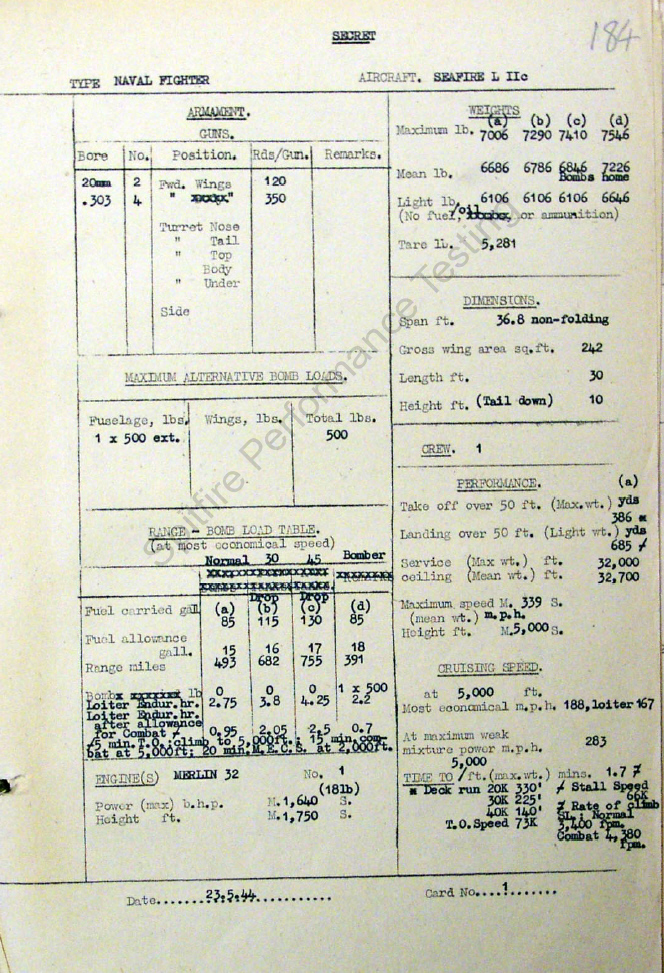 SECRET
184
TYPE NAVAL FIGHTER
AIRCRAFT. SEAFIRE L IIc
ARMAMENT.
GUNS.
Bore No. Position. Rds/Gun. Remarks.
20mm 2 Fwd. Wings 120
.303 4 " " 350
Turret Nose
" Tail
" Top
Body
" Under
Side
MAXIMUM ALTERNATIVE BOMB LOADS.
Fuselage, lbs. Wings, lbs. Total lbs.
1 x 500 ext. 500
RANGE - BOMB LOAD TABLE.
(at most economical speed)
Normal 30 45 Bomber
Drop Drop
Fuel carried gall (a) (b) (c) (d)
85 115 130 85
Fuel allowance
gall. 15 16 17 18
Range miles 493 682 755 391
Bomb lb 0 0 0 1 x 500
Loiter Endur.hr. 2.75 3.8 4.25 2.2
Loiter Endur.hr.
after allowance
for Combat ≠ 0.95 2.05 2.5 0.7
≠5 min.T.O.;climb to 5,000ft.; 15 min.com-
bat at 5,000ft; 20 min.M.E.C.S. at 2,000ft.
ENGINE(S) MERLIN 32 No. 1
(18lb)
Power (max) b.h.p. M.1,640 S.
Height ft. M.1,750 S.
WEIGHTS
(a) (b) (c) (d)
Maximum lb. 7006 7290 7410 7546
Mean lb. 6686 6786 6846 7226
Bombs home
Light lb. 6106 6106 6106 6646
(No fuel, /oil or ammunition)
Tare lb. 5,281
DIMENSIONS.
Span ft. 36.8 non-folding
Gross wing area sq.ft. 242
Length ft. 30
Height ft. (Tail down) 10
CREW. 1
PERFORMANCE. (a)
Take off over 50 ft. (Max.wt.) yds
386 *
Landing over 50 ft. (Light wt.) yds
685 ≠
Service (Max wt.) ft. 32,000
ceiling (Mean wt.) ft. 32,700
Maximum speed M. 339 S.
(mean wt.) m.p.h.
Height ft. M.5,000 S.
CRUISING SPEED.
at 5,000 ft.
Most economical m.p.h. 188, loiter 167
At maximum weak
mixture power m.p.h. 283
5,000
TIME TO / ft.(max.wt.) mins. 1.7 ≠
* Deck run 20K 330'
30K 225'
40K 140'
T.O.Speed 73K
≠ Stall Speed
66K
≠ Rate of climb
SL: Normal
3,400 fpm.
Combat 4,380
fpm.
Date 23.5.44
Card No. 1
Spitfire Performance Testing